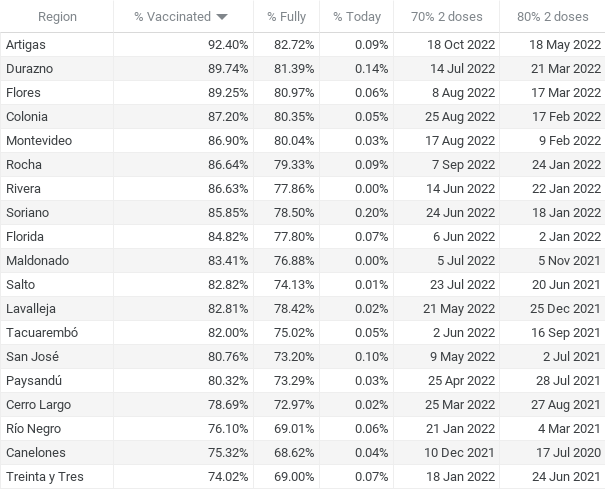 Region % Vaccinated % Fully % Today 70% 2 doses 80% 2 doses
Artigas 92.40% 82.72% 0.09% 18 Oct 2022 18 May 2022
Durazno 89.74% 81.39% 0.14% 14 Jul 2022 21 Mar 2022
Flores 89.25% 80.97% 0.06% 8 Aug 2022 17 Mar 2022
Colonia 87.20% 80.35% 0.05% 25 Aug 2022 17 Feb 2022
Montevideo 86.90% 80.04% 0.03% 17 Aug 2022 9 Feb 2022
Rocha 86.64% 79.33% 0.09% 7 Sep 2022 24 Jan 2022
Rivera 86.63% 77.86% 0.00% 14 Jun 2022 22 Jan 2022
Soriano 85.85% 78.50% 0.20% 24 Jun 2022 18 Jan 2022
Florida 84.82% 77.80% 0.07% 6 Jun 2022 2 Jan 2022
Maldonado 83.41% 76.88% 0.00% 5 Jul 2022 5 Nov 2021
Salto 82.82% 74.13% 0.01% 23 Jul 2022 20 Jun 2021
Lavalleja 82.81% 78.42% 0.02% 21 May 2022 25 Dec 2021
Tacuarembó 82.00% 75.02% 0.05% 2 Jun 2022 16 Sep 2021
San José 80.76% 73.20% 0.10% 9 May 2022 2 Jul 2021
Paysandú 80.32% 73.29% 0.03% 25 Apr 2022 28 Jul 2021
Cerro Largo 78.69% 72.97% 0.02% 25 Mar 2022 27 Aug 2021
Río Negro 76.10% 69.01% 0.06% 21 Jan 2022 4 Mar 2021
Canelones 75.32% 68.62% 0.04% 10 Dec 2021 17 Jul 2020
Treinta y Tres 74.02% 69.00% 0.07% 18 Jan 2022 24 Jun 2021